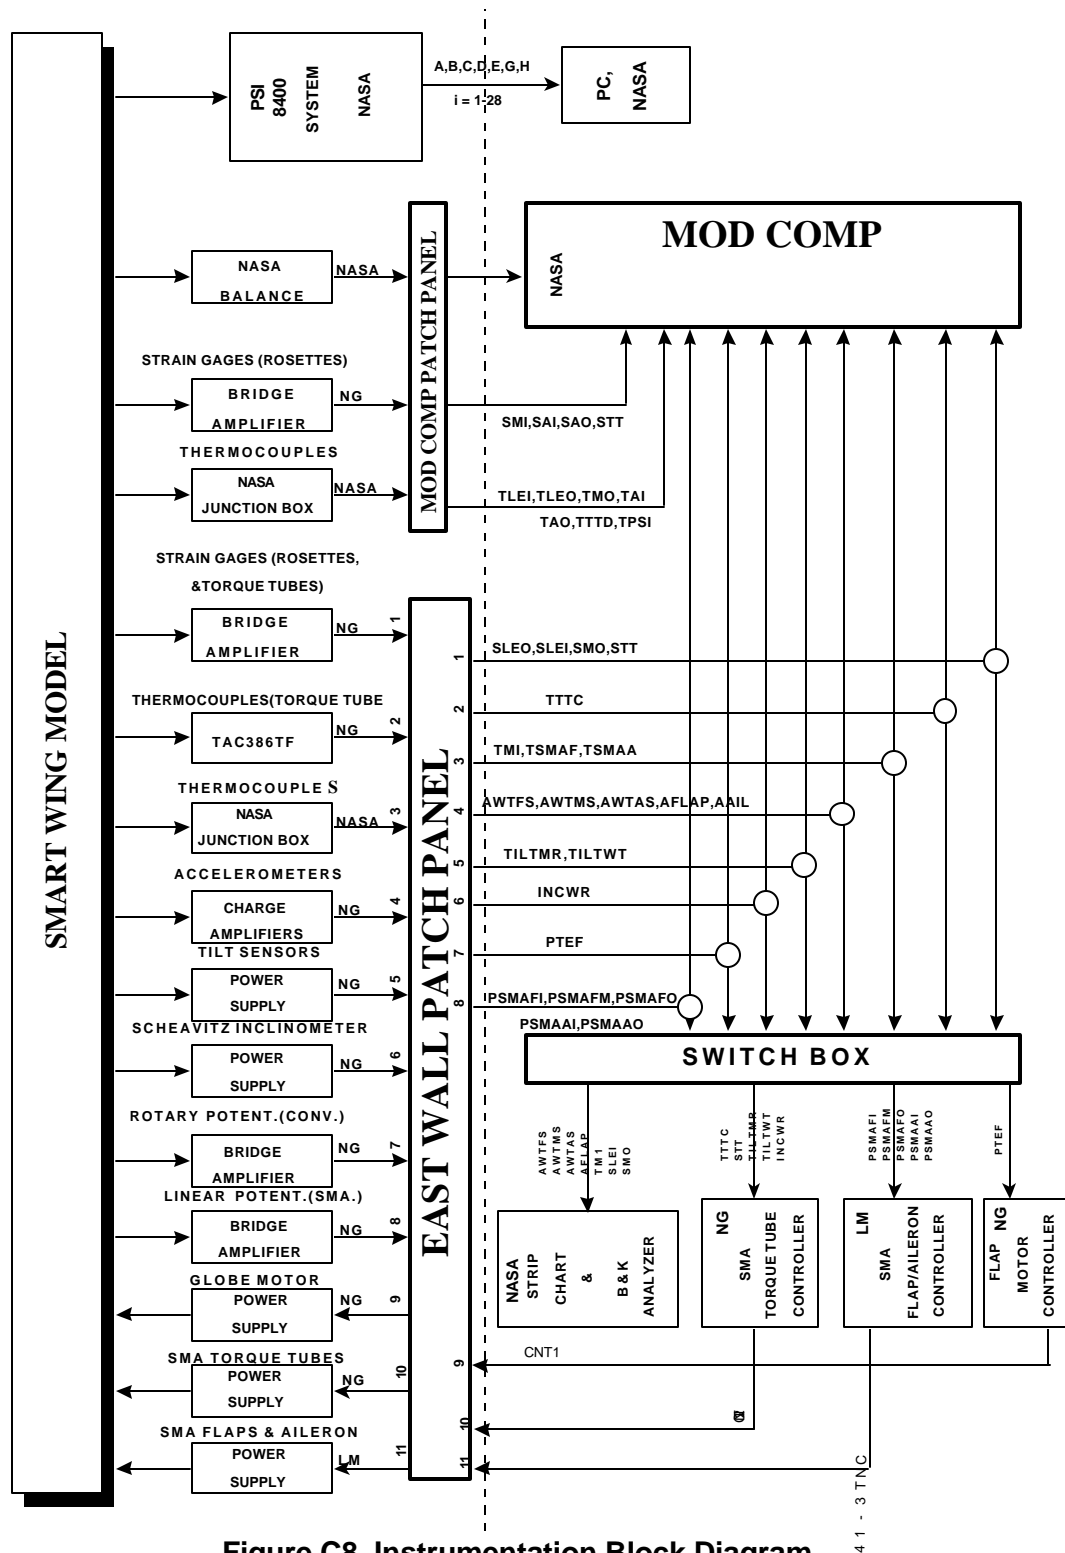 SMART WING MODEL
PSI
8400
SYSTEM
NASA
A,B,C,D,E,G,H
i = 1-28
PC,
NASA
MOD COMP PATCH PANEL
MOD COMP
NASA
NASA
BALANCE
NASA
STRAIN GAGES (ROSETTES)
BRIDGE
AMPLIFIER
NG
SMI,SAI,SAO,STT
THERMOCOUPLES
NASA
JUNCTION BOX
NASA
TLEI,TLEO,TMO,TAI
TAO,TTTD,TPSI
STRAIN GAGES (ROSETTES,
&TORQUE TUBES)
BRIDGE
AMPLIFIER
NG
1
EAST WALL PATCH PANEL
1
SLEO,SLEI,SMO,STT
THERMOCOUPLES(TORQUE TUBE
TAC386TF
NG
2
2
TTTC
3
TMI,TSMAF,TSMAA
THERMOCOUPLES
NASA
JUNCTION BOX
NASA
3
4
AWTFS,AWTMS,AWTAS,AFLAP,AAIL
ACCELEROMETERS
CHARGE
AMPLIFIERS
NG
4
5
TILTMR,TILTWT
6
INCWR
TILT SENSORS
POWER
SUPPLY
NG
5
7
PTEF
8
PSMAFI,PSMAFM,PSMAFO
PSMAAI,PSMAAO
SCHEAVITZ INCLINOMETER
POWER
SUPPLY
NG
6
SWITCH BOX
ROTARY POTENT.(CONV.)
BRIDGE
AMPLIFIER
NG
7
AWTFS
AWTMS
AWTAS
AFLAP
TM1
SLEI
SMO
TTTC
STT
TILTMR
TILTWT
INCWR
PSMAFI
PSMAFM
PSMAFO
PSMAAI
PSMAAO
PTEF
LINEAR POTENT.(SMA.)
BRIDGE
AMPLIFIER
NG
8
NASA
STRIP
CHART
&
B&K
ANALYZER
NG
SMA
TORQUE TUBE
CONTROLLER
LM
SMA
FLAP/AILERON
CONTROLLER
NG
FLAP
MOTOR
CONTROLLER
GLOBE MOTOR
POWER
SUPPLY
NG
9
9
CNT1
SMA TORQUE TUBES
POWER
SUPPLY
NG
10
10
SMA FLAPS & AILERON
POWER
SUPPLY
LM
11
11
41 - 3TNC
Figure C8. Instrumentation Block Diagram